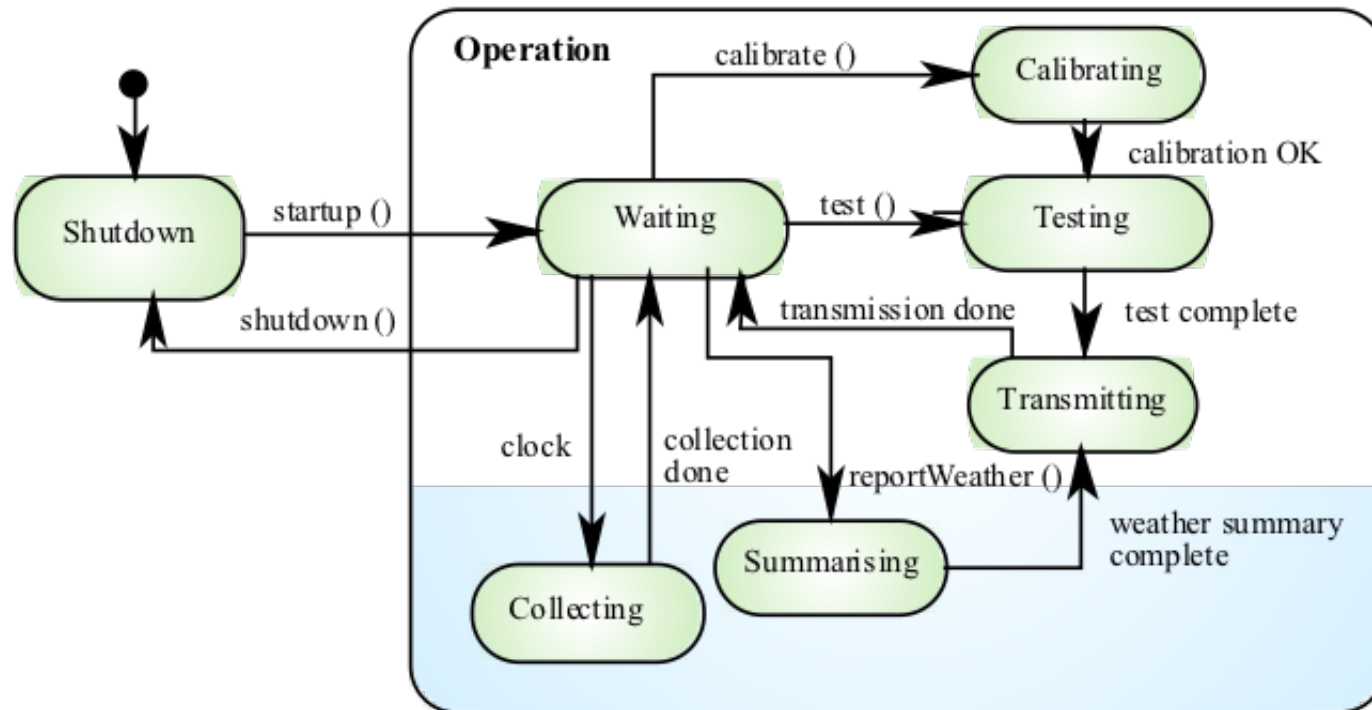 Operation
calibrate ()
Calibrating
calibration OK
Shutdown
startup ()
Waiting
test ()
Testing
shutdown ()
transmission done
test complete
Transmitting
clock
collection
done
reportWeather ()
weather summary
complete
Summarising
Collecting